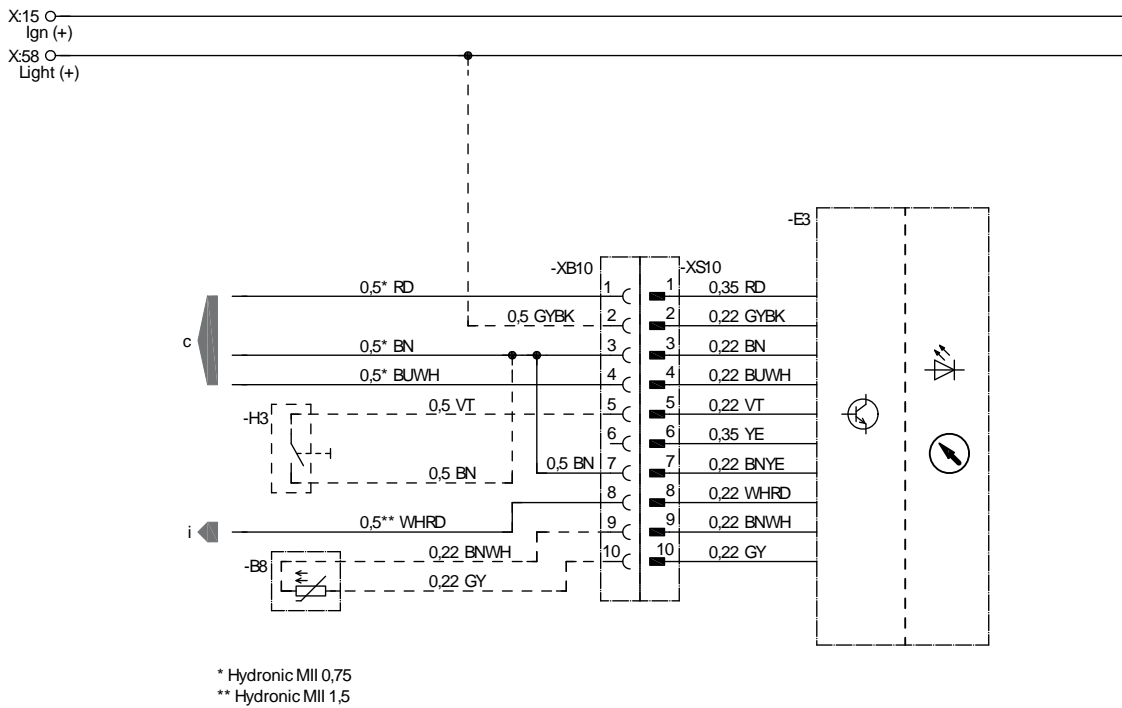 X:15
Ign (+)
X:58
Light (+)
-E3
-XB10 -XS10
0,5* RD 1 1 0,35 RD
0,5 GYBK 2 2 0,22 GYBK
c
0,5* BN 3 3 0,22 BN
0,5* BUWH 4 4 0,22 BUWH
-H3
0,5 VT 5 5 0,22 VT
6 6 0,35 YE
0,5 BN 0,5 BN 7 7 0,22 BNYE
8 8 0,22 WHRD
i 0,5** WHRD 9 9 0,22 BNWH
0,22 BNWH 10 10 0,22 GY
-B8
0,22 GY
* Hydronic MII 0,75
** Hydronic MII 1,5